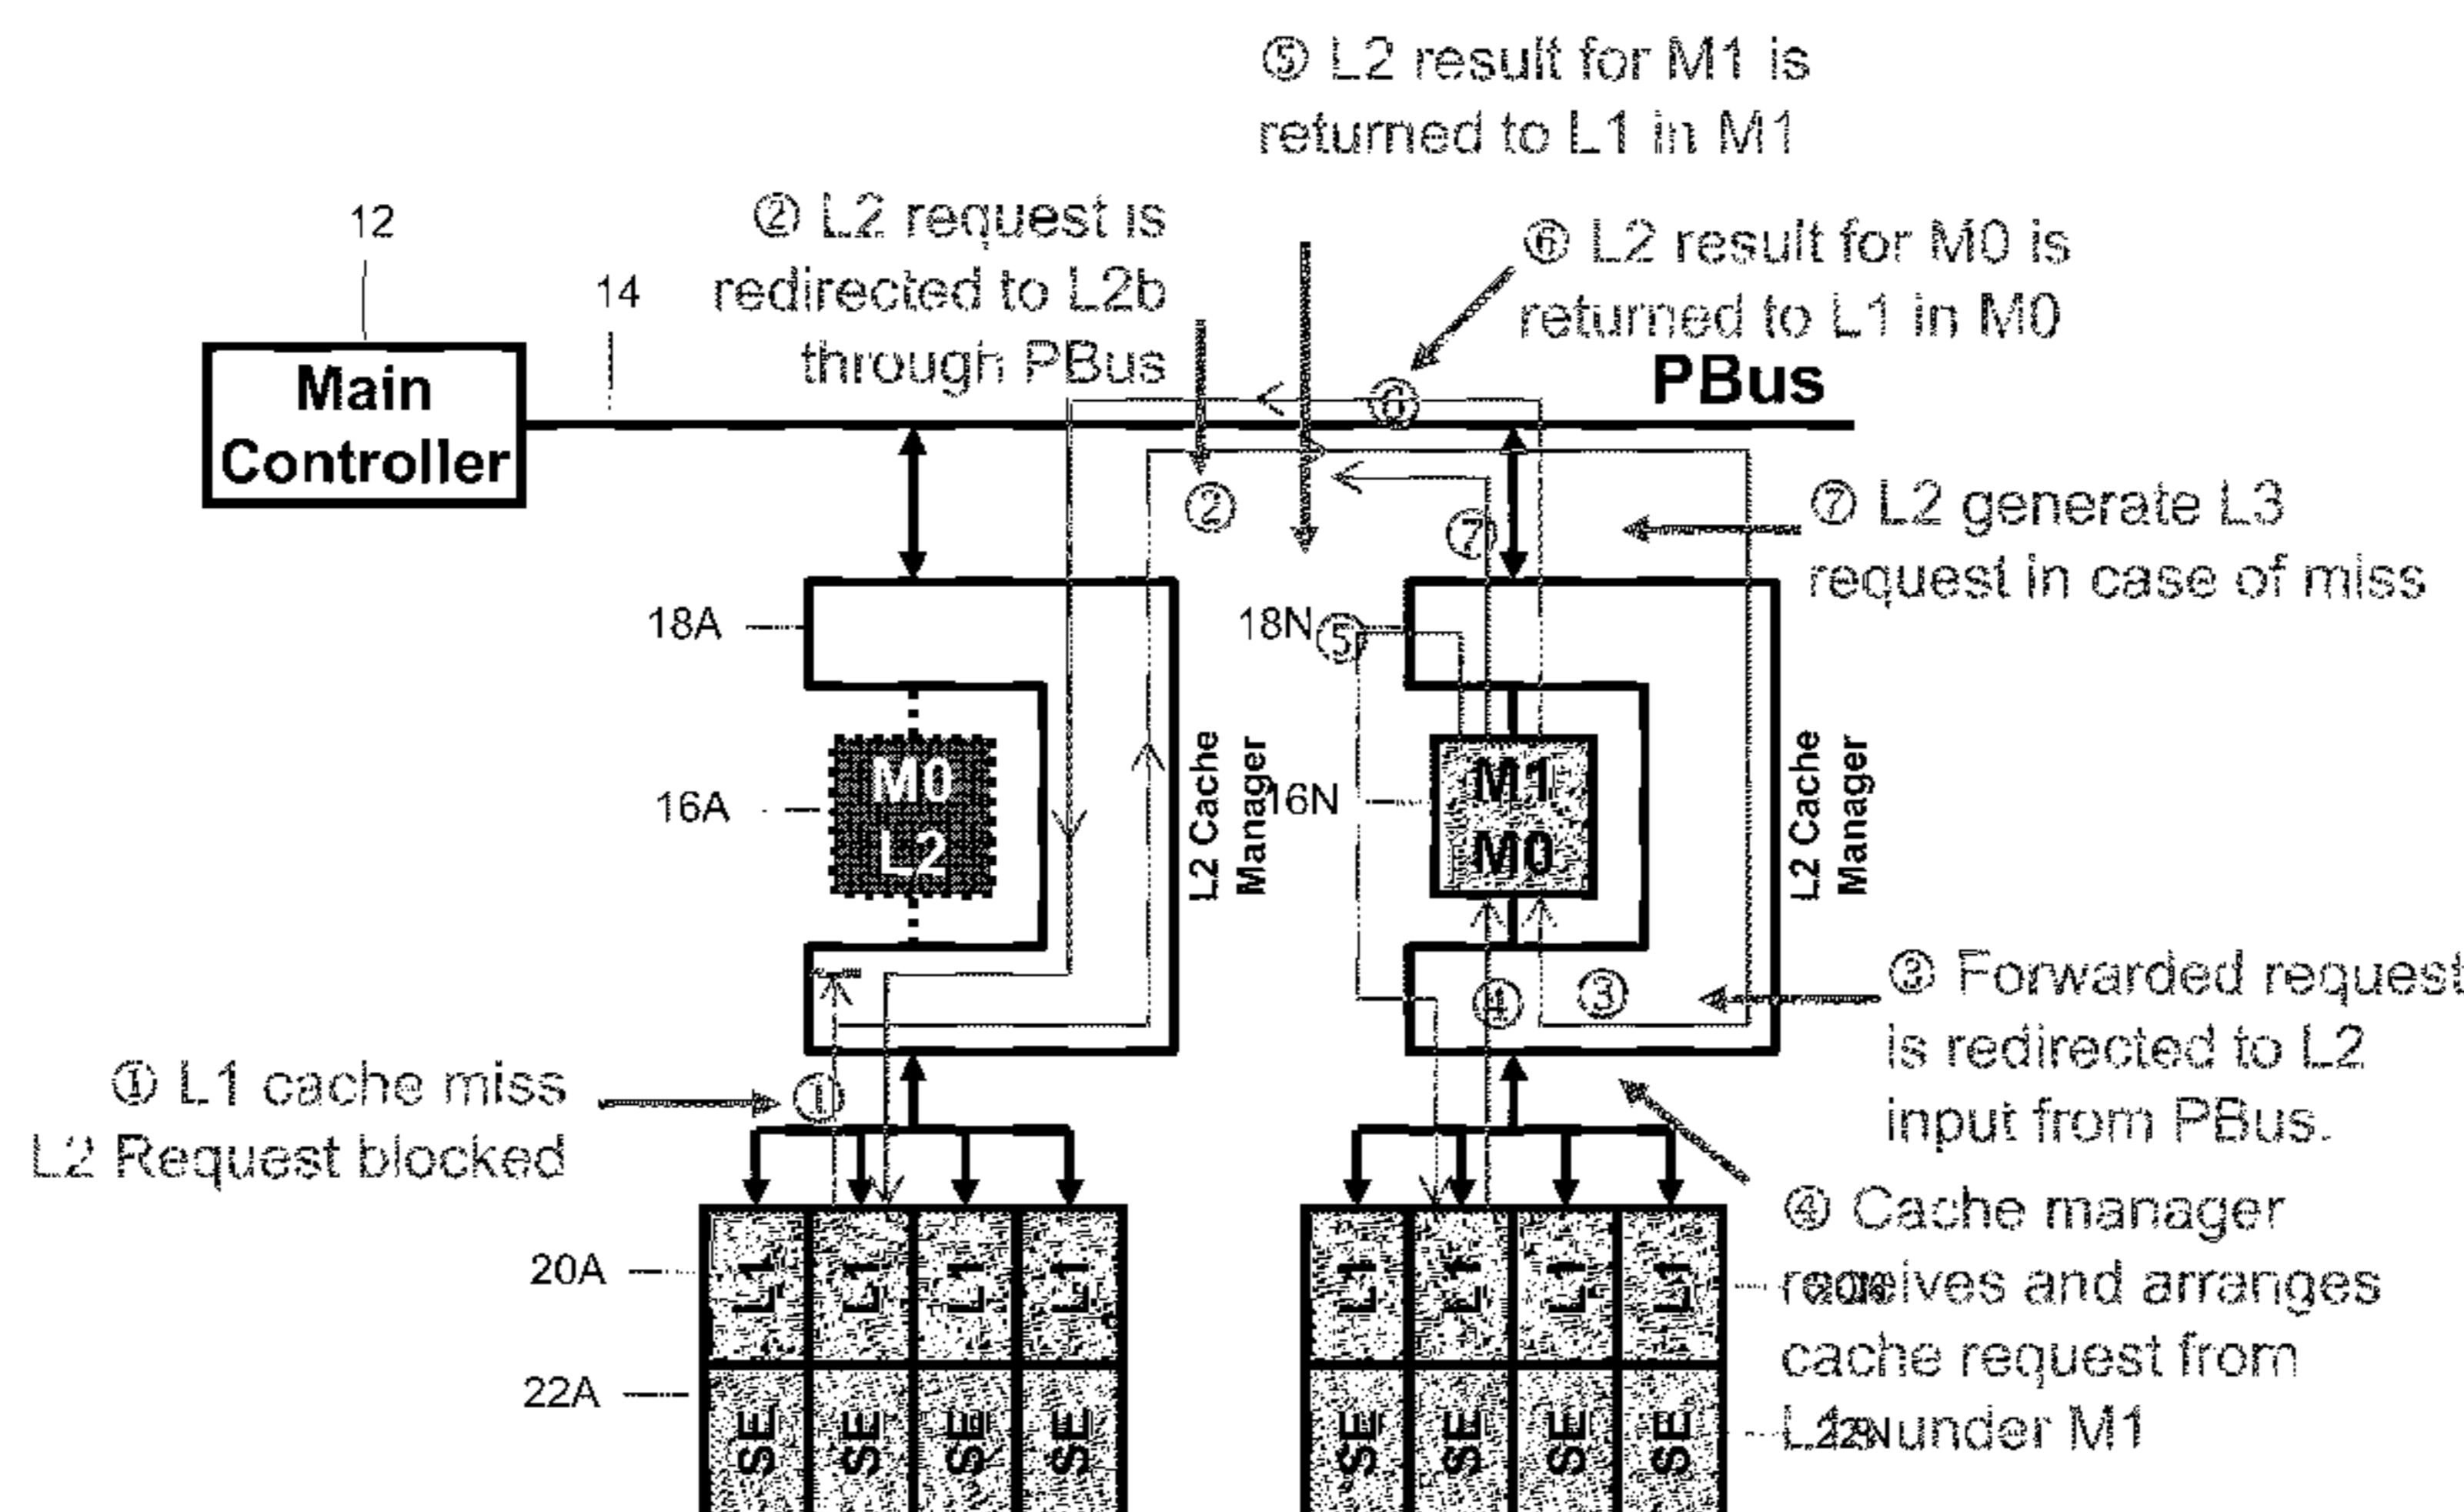 ⑤ L2 result for M1 is
returned to L1 in M1
12
14
② L2 request is
redirected to L2b
through PBus
⑥ L2 result for M0 is
returned to L1 in M0
PBus
Main
Controller
⑥
②
⑦
⑦ L2 generate L3
request in case of miss
18A
18N
⑤
16A
M0
L2
L2 Cache
Manager
16N
M1
M0
L2 Cache
Manager
④
③
③ Forwarded request
is redirected to L2
input from PBus.
① L1 cache miss
L2 Request blocked
①
④ Cache manager
receives and arranges
cache request from
under M1
20A
L1 L1 L1 L1
L1 L1 L1 L1
22A
SE SE SE SE
SE SE SE SE
22N